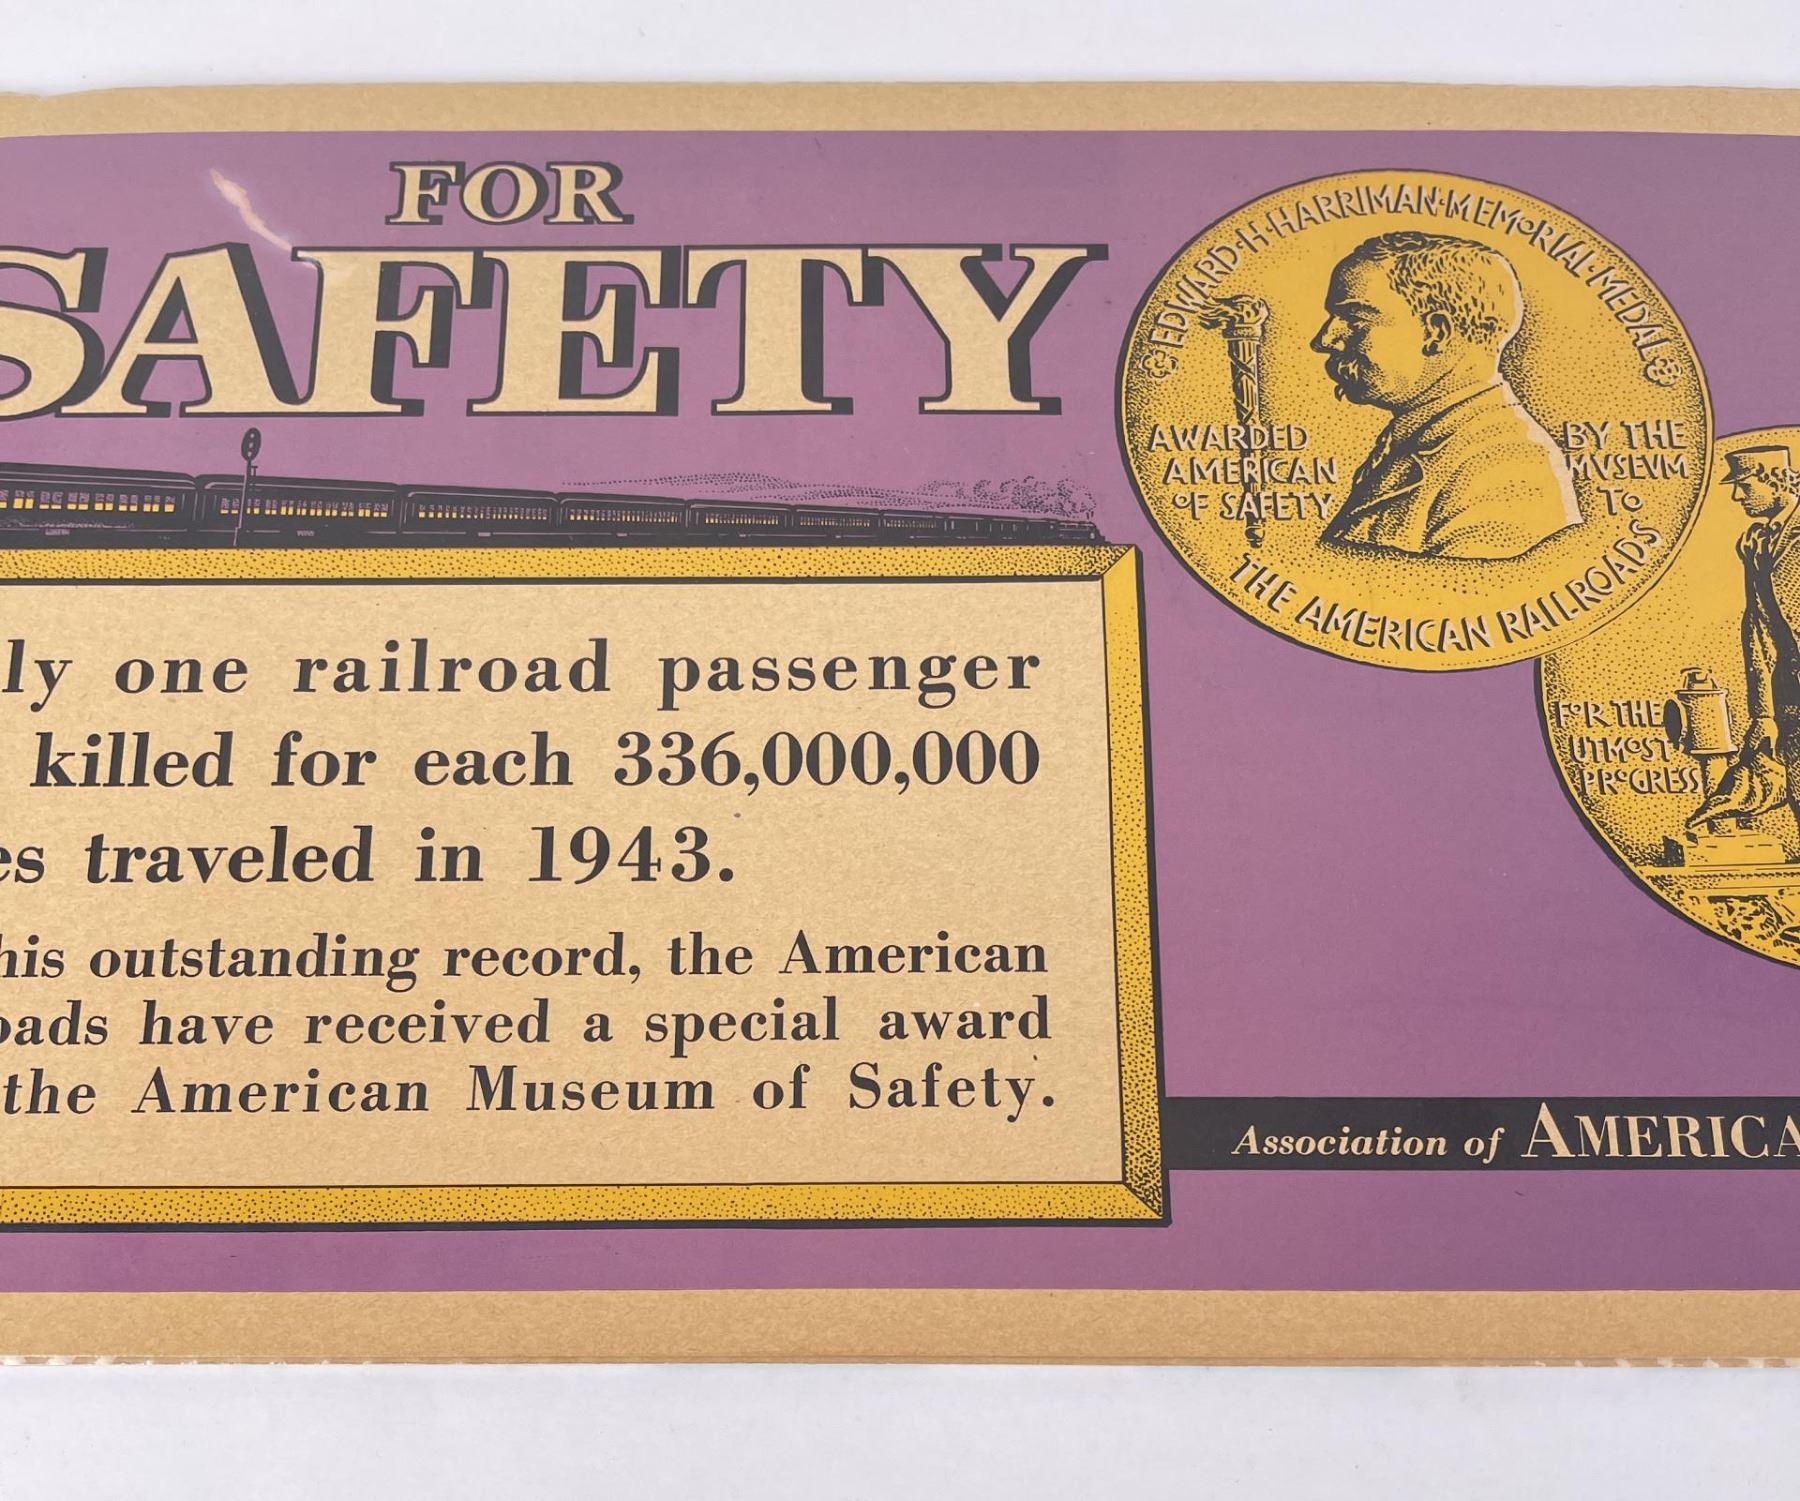 FOR
SAFETY
ly one railroad passenger
killed for each 336,000,000
es traveled in 1943.
his outstanding record, the American
oads have received a special award
the American Museum of Safety.
EDWARD·H·HARRIMAN·MEMORIAL·MEDAL
AWARDED BY THE
AMERICAN MVSEVM
OF SAFETY TO
THE AMERICAN RAILROADS
FOR THE
UTMOST
PROGRESS
Association of AMERICA